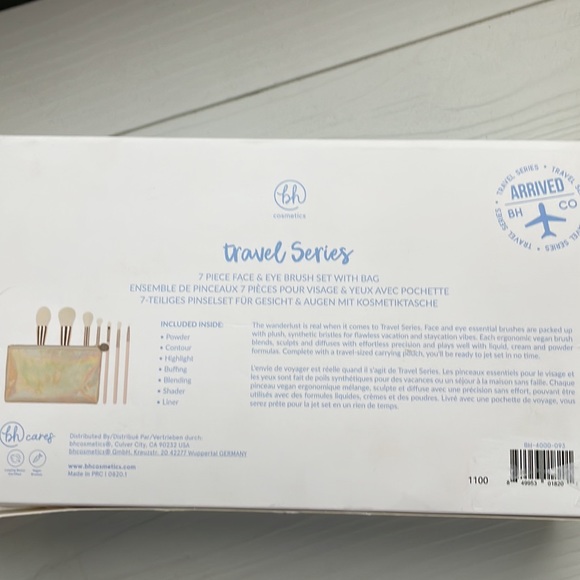 bh
cosmetics
TRAVEL SERIES • TRAVEL
ARRIVED
BH CO
TRAVEL SERIES
travel Series
7 PIECE FACE & EYE BRUSH SET WITH BAG
ENSEMBLE DE PINCEAUX 7 PIÈCES POUR VISAGE & YEUX AVEC POCHETTE
7-TEILIGES PINSELSET FÜR GESICHT & AUGEN MIT KOSMETIKTASCHE
INCLUDED INSIDE:
• Powder
• Contour
• Highlight
• Buffing
• Blending
• Shader
• Liner
The wanderlust is real when it comes to Travel Series. Face and eye essential brushes are packed up
with plush, synthetic bristles for flawless vacation and staycation vibes. Each ergonomic vegan brush
blends, sculpts and diffuses with effortless precision and plays well with liquid, cream and powder
formulas. Complete with a travel-sized carrying pouch, you'll be ready to jet set in no time.
L'envie de voyager est réelle quand il s'agit de Travel Series. Les pinceaux essentiels pour le visage et
les yeux sont fait de poils synthétiques pour des vacances ou un séjour à la maison sans faille. Chaque
pinceau vegan ergonomique mélange, sculpte et diffuse avec une précision sans effort, pouvant être
utilisés avec des formules liquides, crèmes et des poudres. Livré avec une pochette de voyage, vous
serez prête pour la jet set en un rien de temps.
bh cares
Distributed By/Distribué Par/Vertrieben durch:
bhcosmetics®, Culver City, CA 90232 USA
bhcosmetics® GmbH, Kreuzstr. 20 42277 Wuppertal GERMANY
www.bhcosmetics.com
Made in PRC | 0820.1
BH-4000-093
1100
8 49953 01820